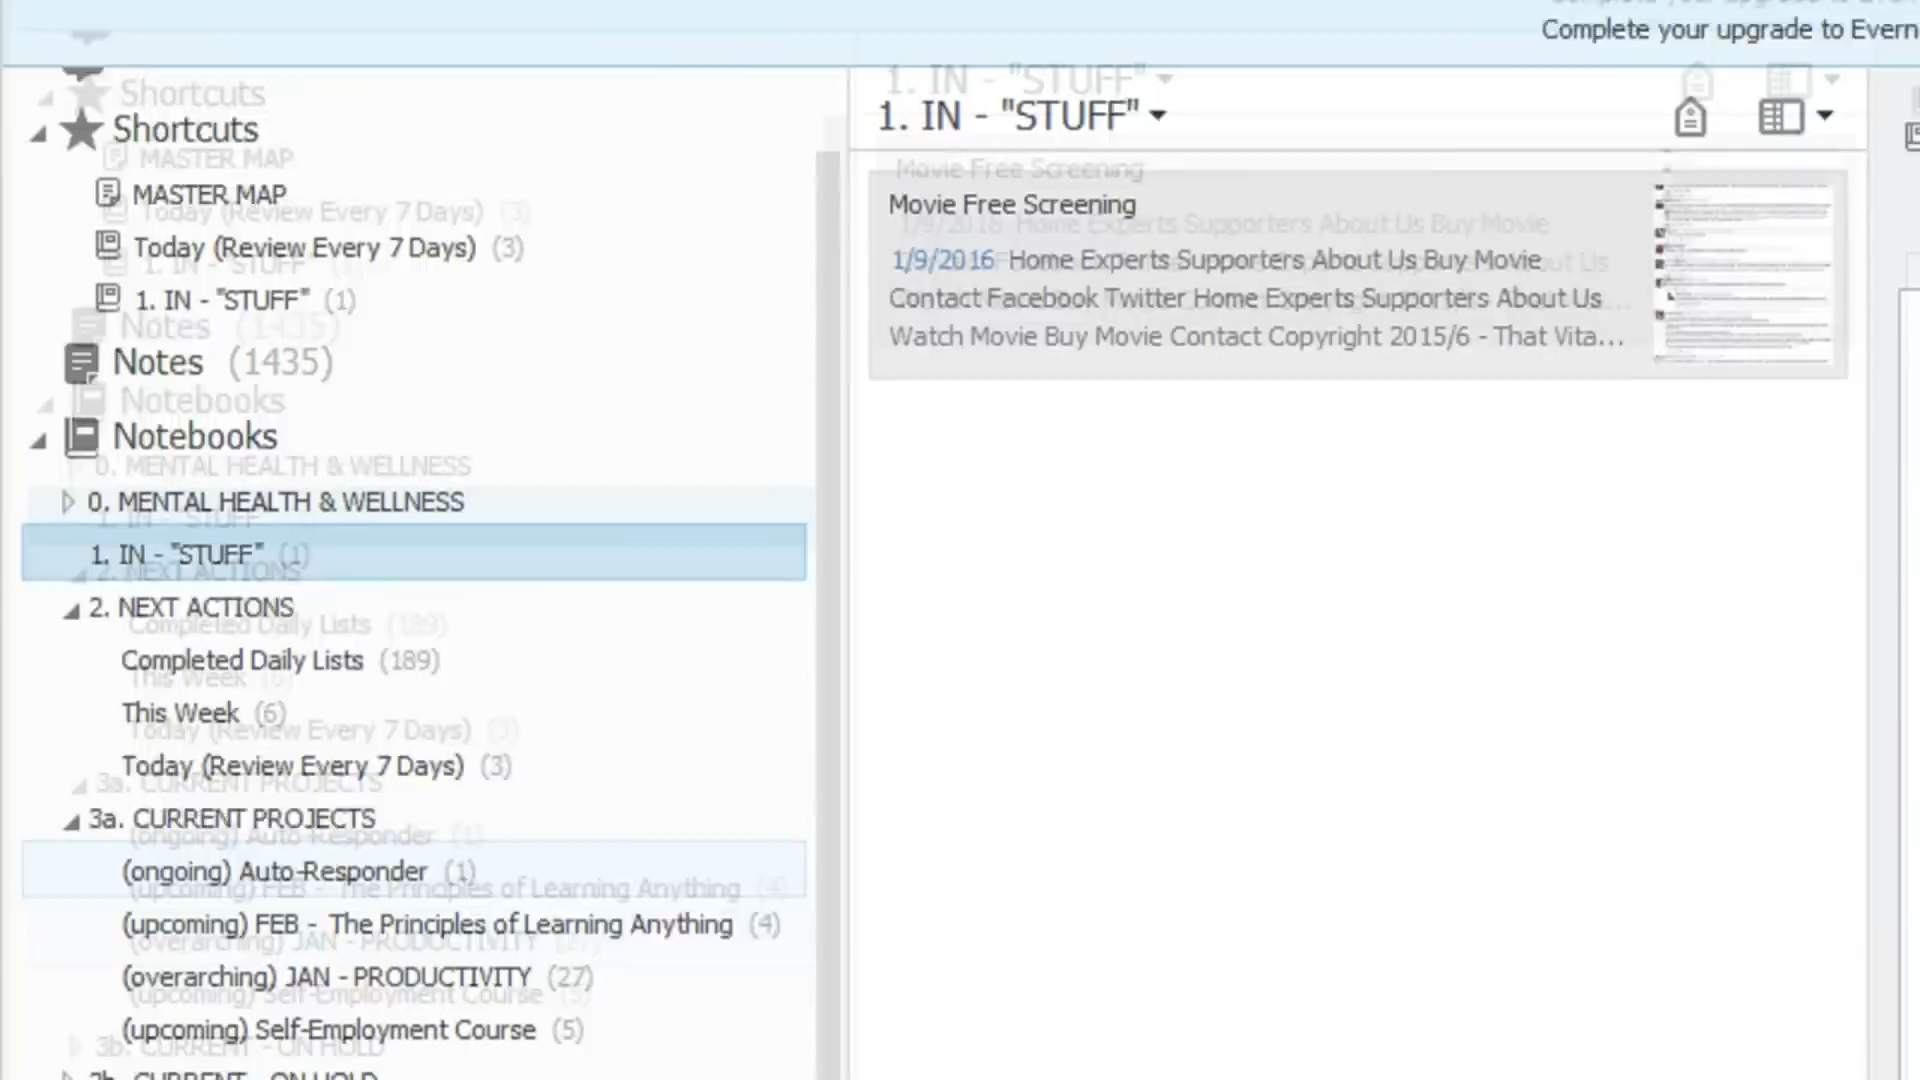 Complete your upgrade to Evern
Shortcuts
MASTER MAP
Today (Review Every 7 Days) (3)
1. IN - "STUFF" (1)
Notes (1435)
Notebooks
0. MENTAL HEALTH & WELLNESS
1. IN - "STUFF" (1)
2. NEXT ACTIONS
Completed Daily Lists (189)
This Week (6)
Today (Review Every 7 Days) (3)
3a. CURRENT PROJECTS
(ongoing) Auto-Responder (1)
(upcoming) FEB - The Principles of Learning Anything (4)
(overarching) JAN - PRODUCTIVITY (27)
(upcoming) Self-Employment Course (5)
3b. CURRENT - ON HOLD
1. IN - "STUFF"
Movie Free Screening
1/9/2016 Home Experts Supporters About Us Buy Movie
Contact Facebook Twitter Home Experts Supporters About Us
Watch Movie Buy Movie Contact Copyright 2015/6 - That Vita...